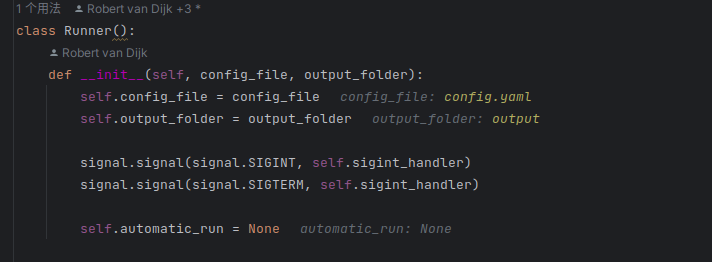 1 个用法 Robert van Dijk +3 *
class Runner():
Robert van Dijk
def __init__(self, config_file, output_folder):
self.config_file = config_file config_file: config.yaml
self.output_folder = output_folder output_folder: output
signal.signal(signal.SIGINT, self.sigint_handler)
signal.signal(signal.SIGTERM, self.sigint_handler)
self.automatic_run = None automatic_run: None